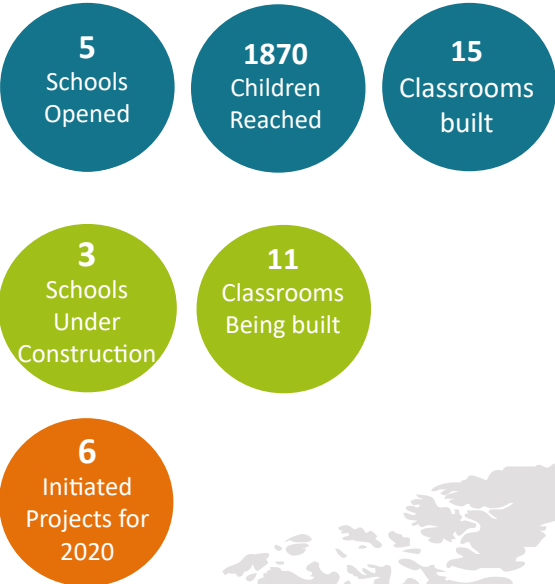 5
Schools
Opened
1870
Children
Reached
15
Classrooms
built
3
Schools
Under
Construction
11
Classrooms
Being built
6
Initiated
Projects for
2020